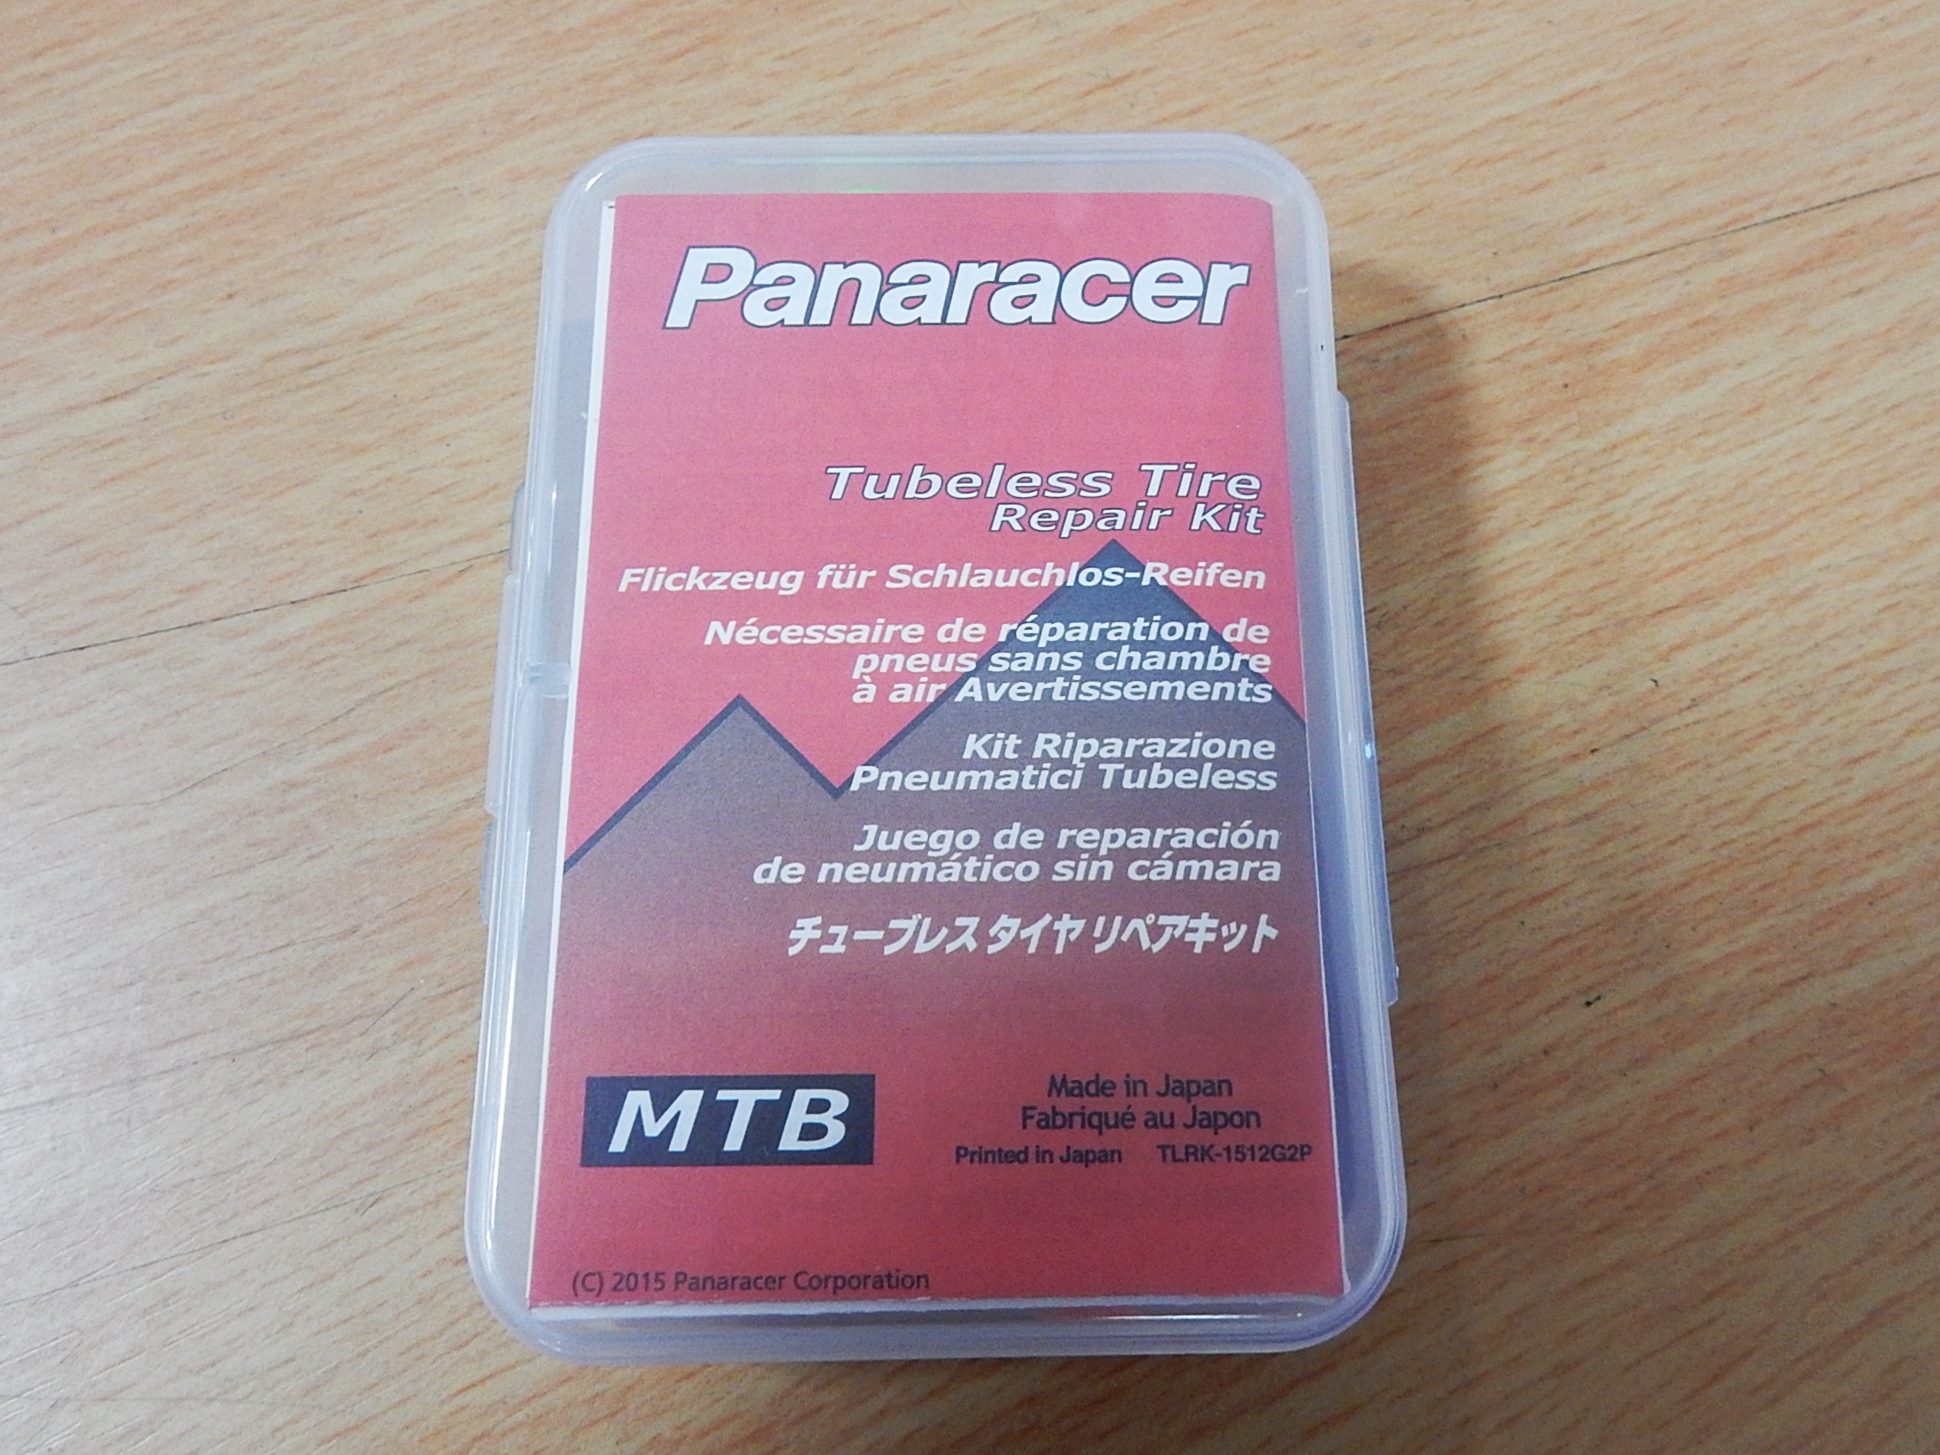 Panaracer
Tubeless Tire
Repair Kit
Flickzeug für Schlauchlos-Reifen
Nécessaire de réparation de
pneus sans chambre
à air Avertissements
Kit Riparazione
Pneumatici Tubeless
Juego de reparación
de neumático sin cámara
チューブレス タイヤ リペアキット
MTB
Made in Japan
Fabriqué au Japon
Printed in Japan TLRK-1512G2P
(C) 2015 Panaracer Corporation